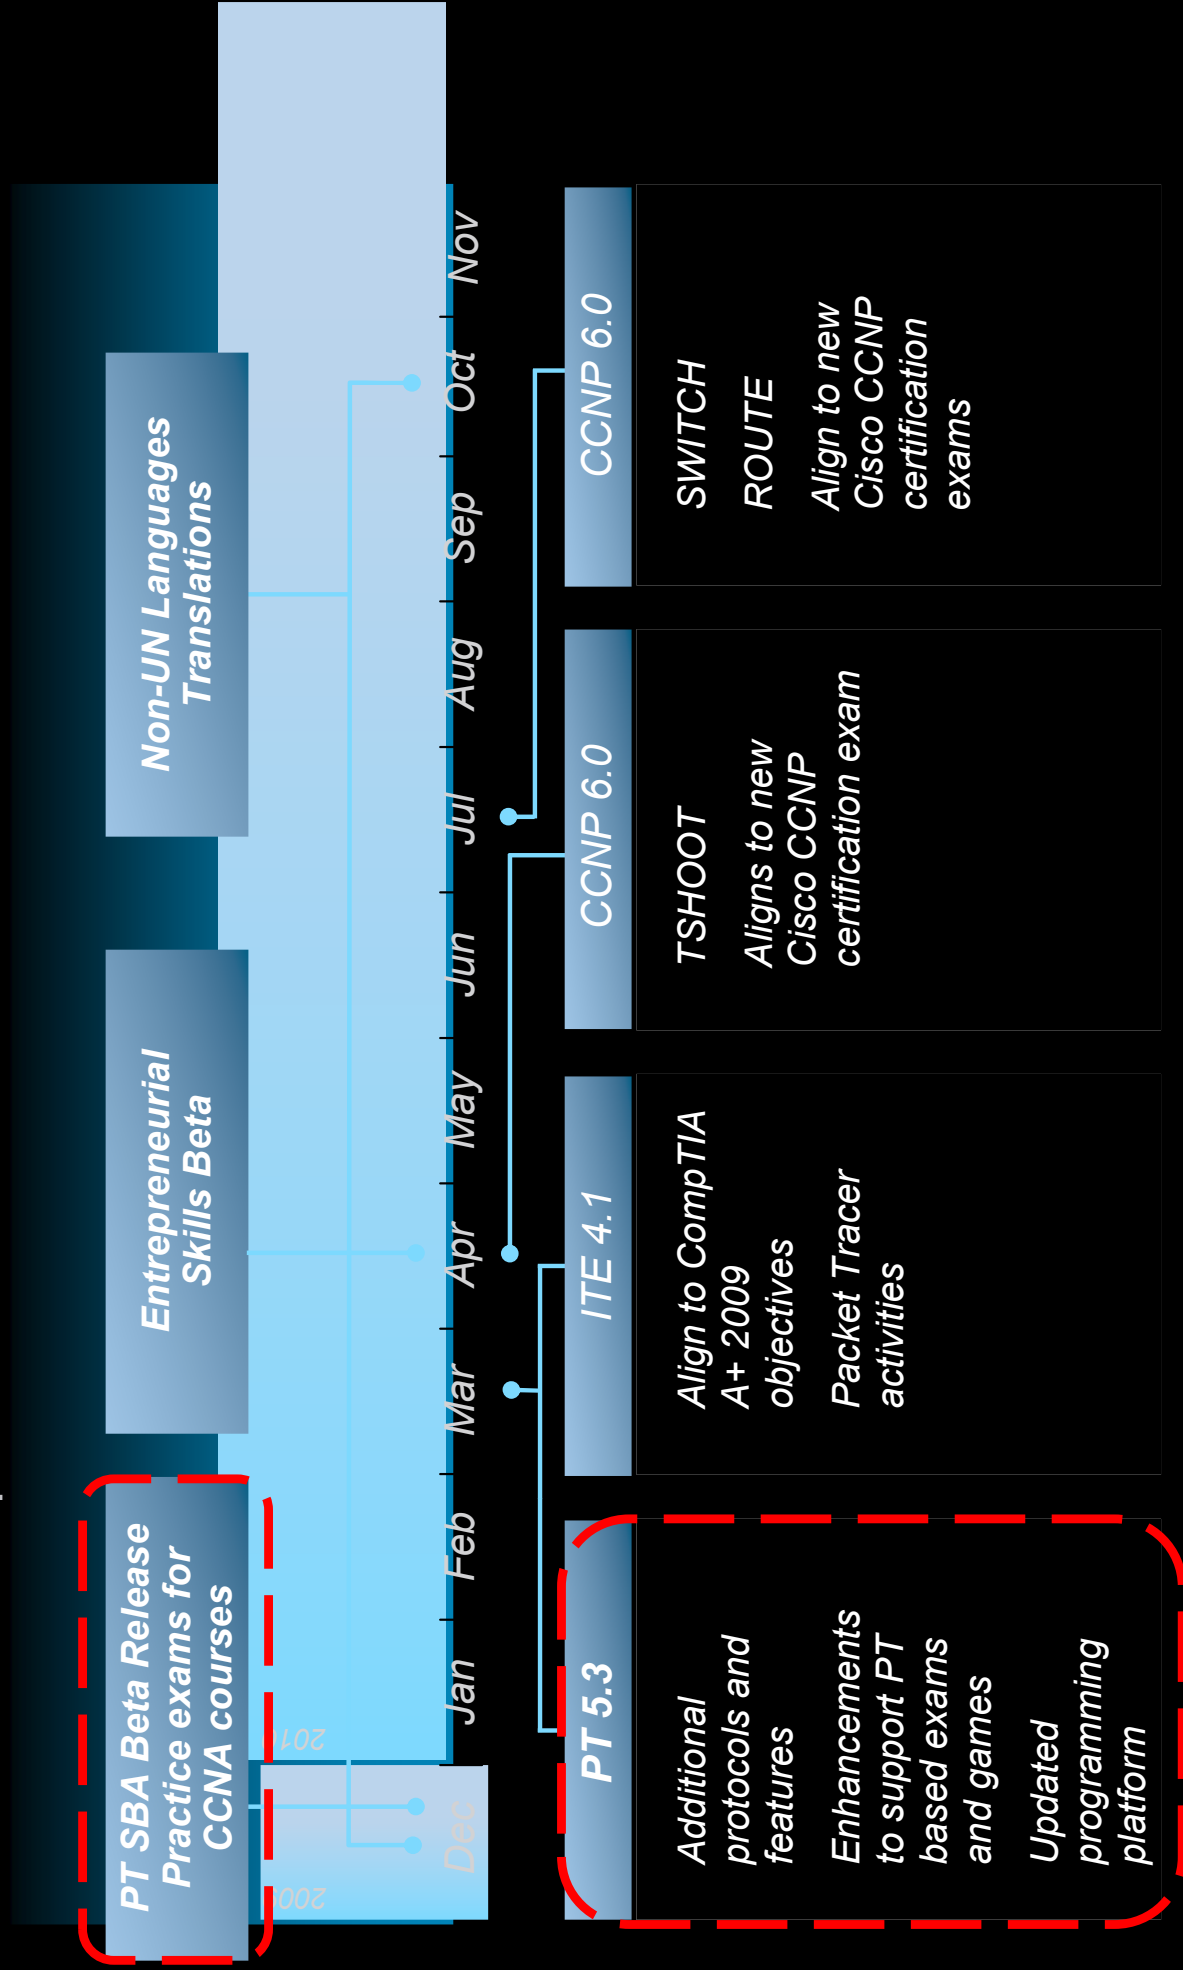 PT SBA Beta Release
Practice exams for
CCNA courses
Entrepreneurial
Skills Beta
Non-UN Languages
Translations
2009
2010
Dec
Jan
Feb
Mar
Apr
May
Jun
Jul
Aug
Sep
Oct
Nov
PT 5.3
Additional
protocols and
features
Enhancements
to support PT
based exams
and games
Updated
programming
platform
ITE 4.1
Align to CompTIA
A+ 2009
objectives
Packet Tracer
activities
CCNP 6.0
TSHOOT
Aligns to new
Cisco CCNP
certification exam
CCNP 6.0
SWITCH
ROUTE
Align to new
Cisco CCNP
certification
exams